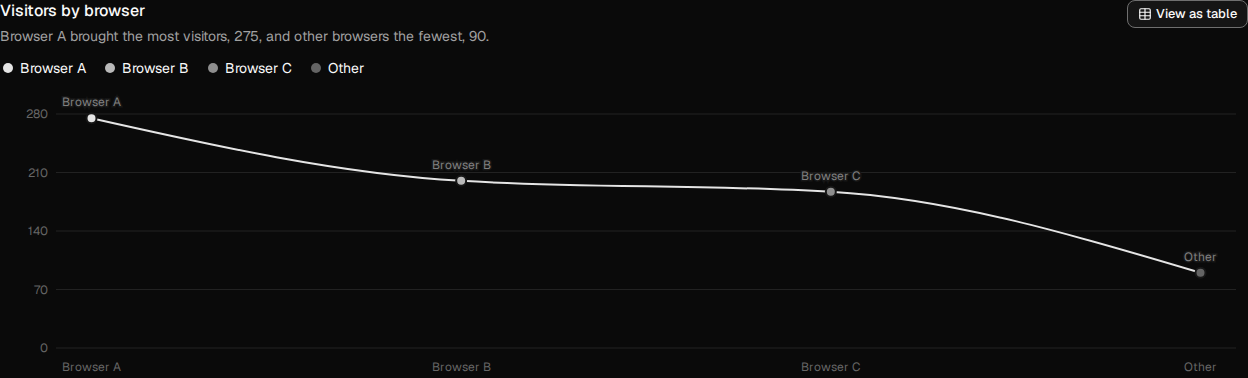 Visitors by browser
View as table
Browser A brought the most visitors, 275, and other browsers the fewest, 90.
Browser A Browser B Browser C Other
Browser A
280
Browser B
210
Browser C
140
Other
70
0
Browser A Browser B Browser C Other